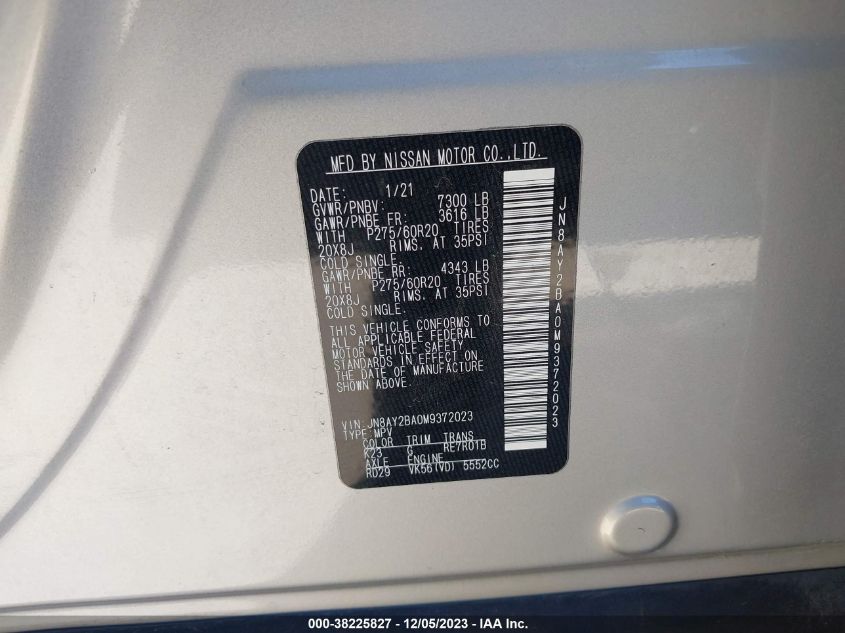 MFD BY NISSAN MOTOR CO.,LTD.
DATE: 1/21
GVWR/PNBV: 7300 LB
GAWR/PNBE FR: 3616 LB
WITH P275/60R20 TIRES
20X8J RIMS. AT 35PSI
COLD SINGLE.
GAWR/PNBE RR: 4343 LB
WITH P275/60R20 TIRES
20X8J RIMS. AT 35PSI
COLD SINGLE.
THIS VEHICLE CONFORMS TO
ALL APPLICABLE FEDERAL
MOTOR VEHICLE SAFETY
STANDARDS IN EFFECT ON
THE DATE OF MANUFACTURE
SHOWN ABOVE.
VIN:JN8AY2BA0M9372023
TYPE:MPV
COLOR TRIM TRANS
K23 G RE7R01B
AXLE ENGINE
RD29 VK56(VD) 5552CC
JN8AY2BA0M9372023
000-38225827 - 12/05/2023 - Copyright © IAA, LLC. IAAI.com.